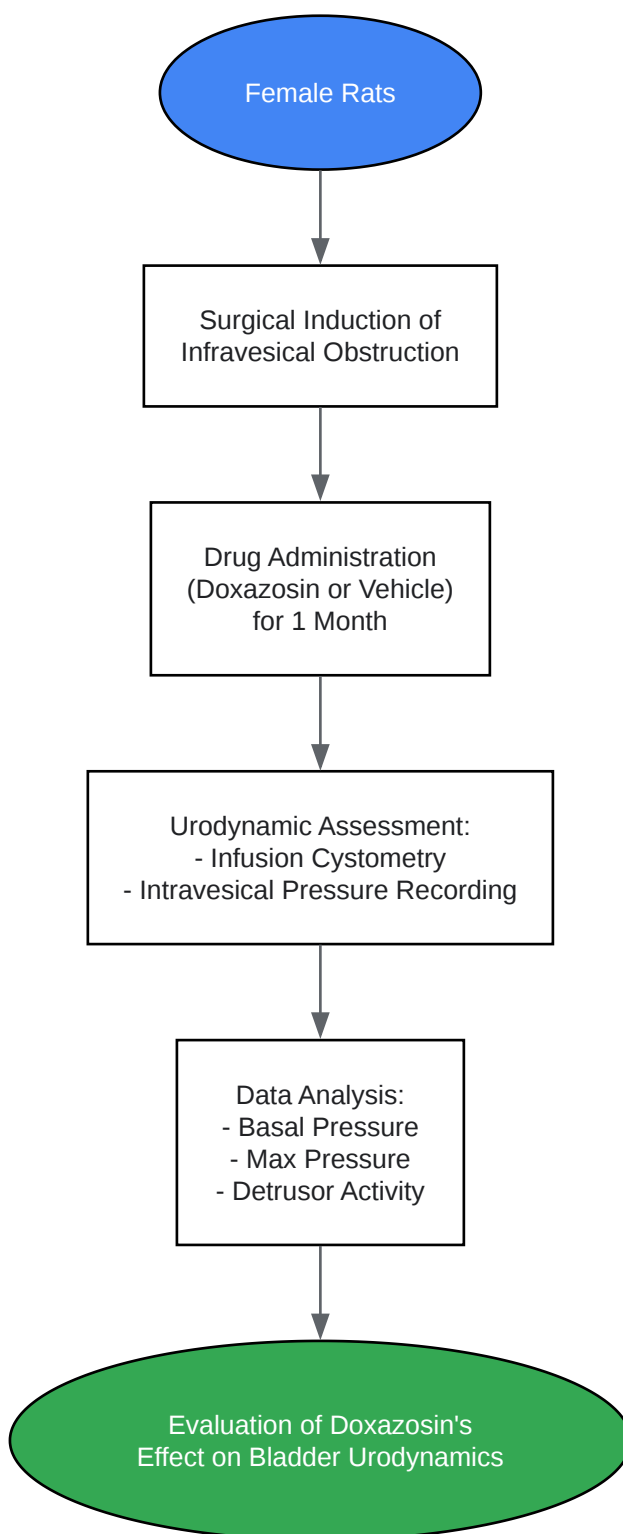 Female Rats
Surgical Induction of
Infravesical Obstruction
Drug Administration
(Doxazosin or Vehicle)
for 1 Month
Urodynamic Assessment:
- Infusion Cystometry
- Intravesical Pressure Recording
Data Analysis:
- Basal Pressure
- Max Pressure
- Detrusor Activity
Evaluation of Doxazosin's
Effect on Bladder Urodynamics